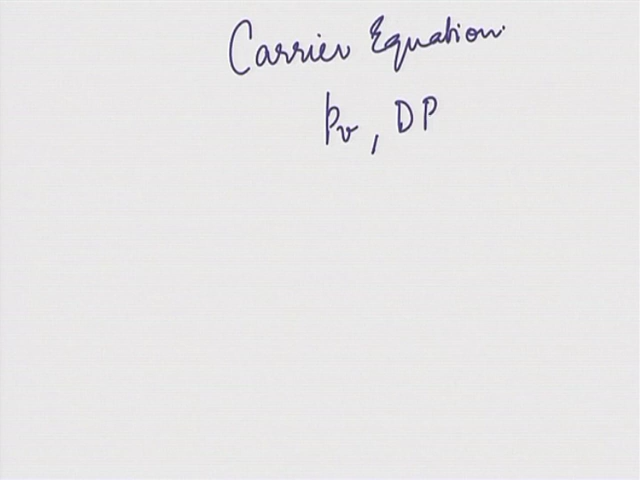 Carrier Equation.
pv, DP